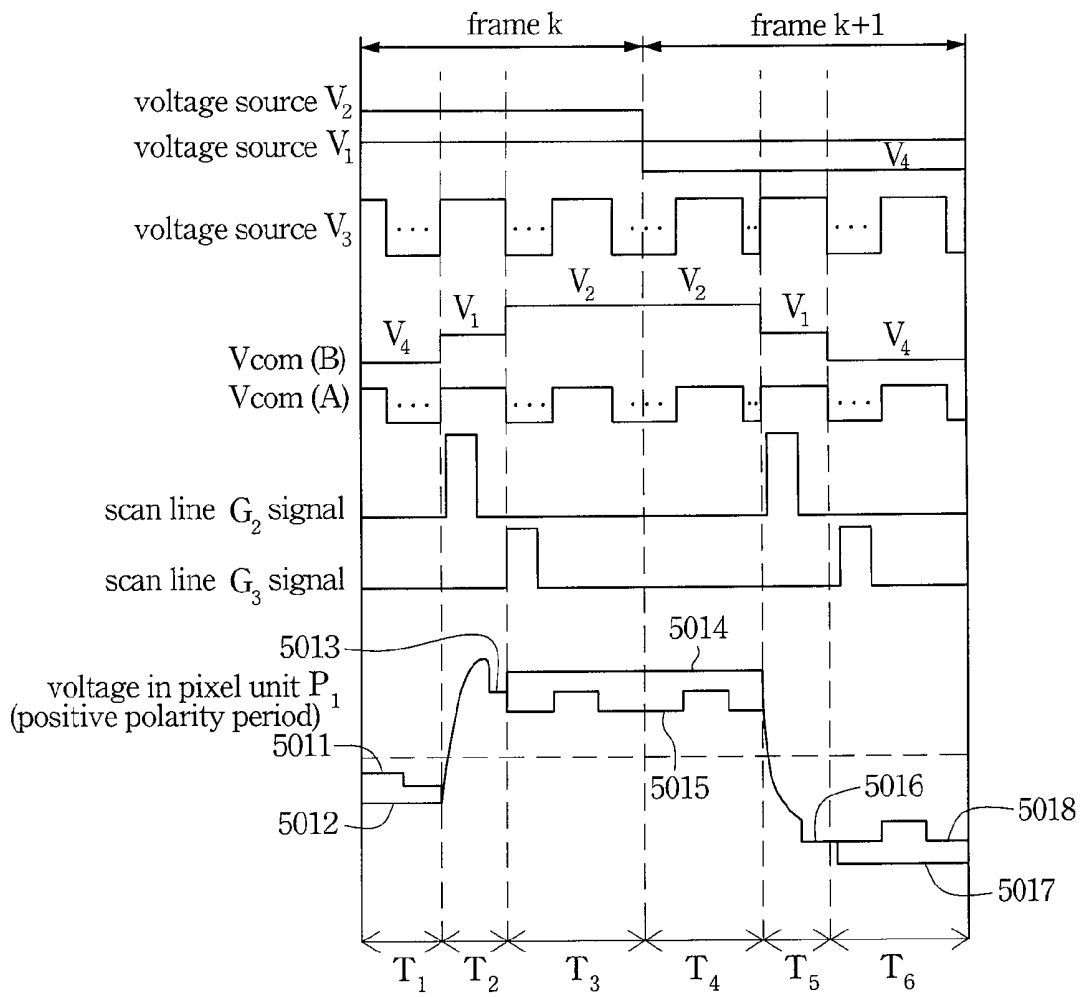 frame k frame k+1
voltage source V2
voltage source V1
V4
voltage source V3
V2 V2
V1 V1
V4 V4
Vcom (B)
Vcom (A)
scan line G2 signal
scan line G3 signal
5013 5014
voltage in pixel unit P1
(positive polarity period)
5011 5015 5016
5012 5018
5017
T1 T2 T3 T4 T5 T6